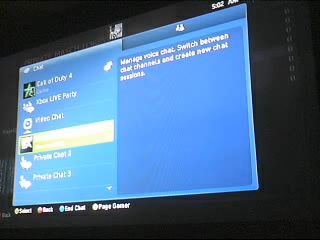 5:02 AM
Chat
Call of Duty 4
Xbox LIVE Party
Video Chat
Private Chat 2
Private Chat 3
Manage voice chat. Switch between
chat channels and create new chat
sessions.
Select Back End Chat Page Gamer